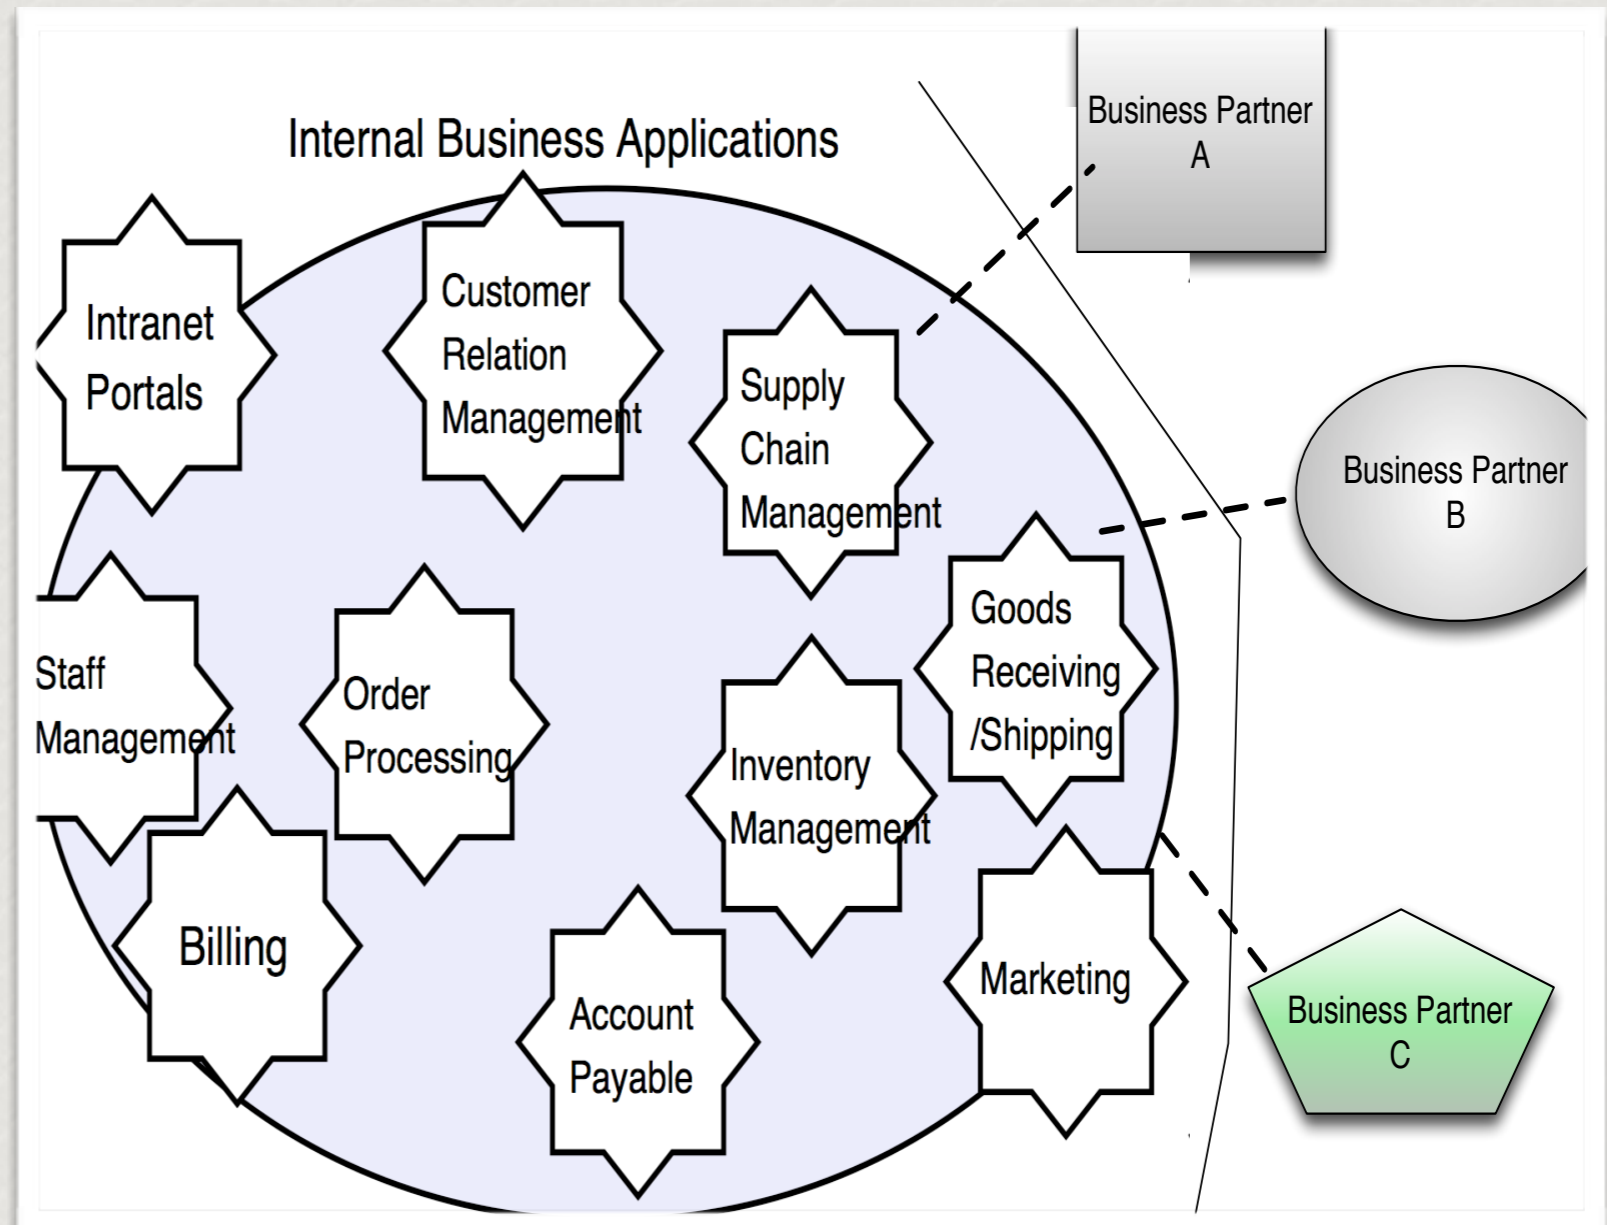 Internal Business Applications
Business Partner
A
Intranet
Portals
Customer
Relation
Management
Supply
Chain
Management
Business Partner
B
Goods
Receiving
/Shipping
Staff
Management
Order
Processing
Inventory
Management
Billing
Account
Payable
Marketing
Business Partner
C